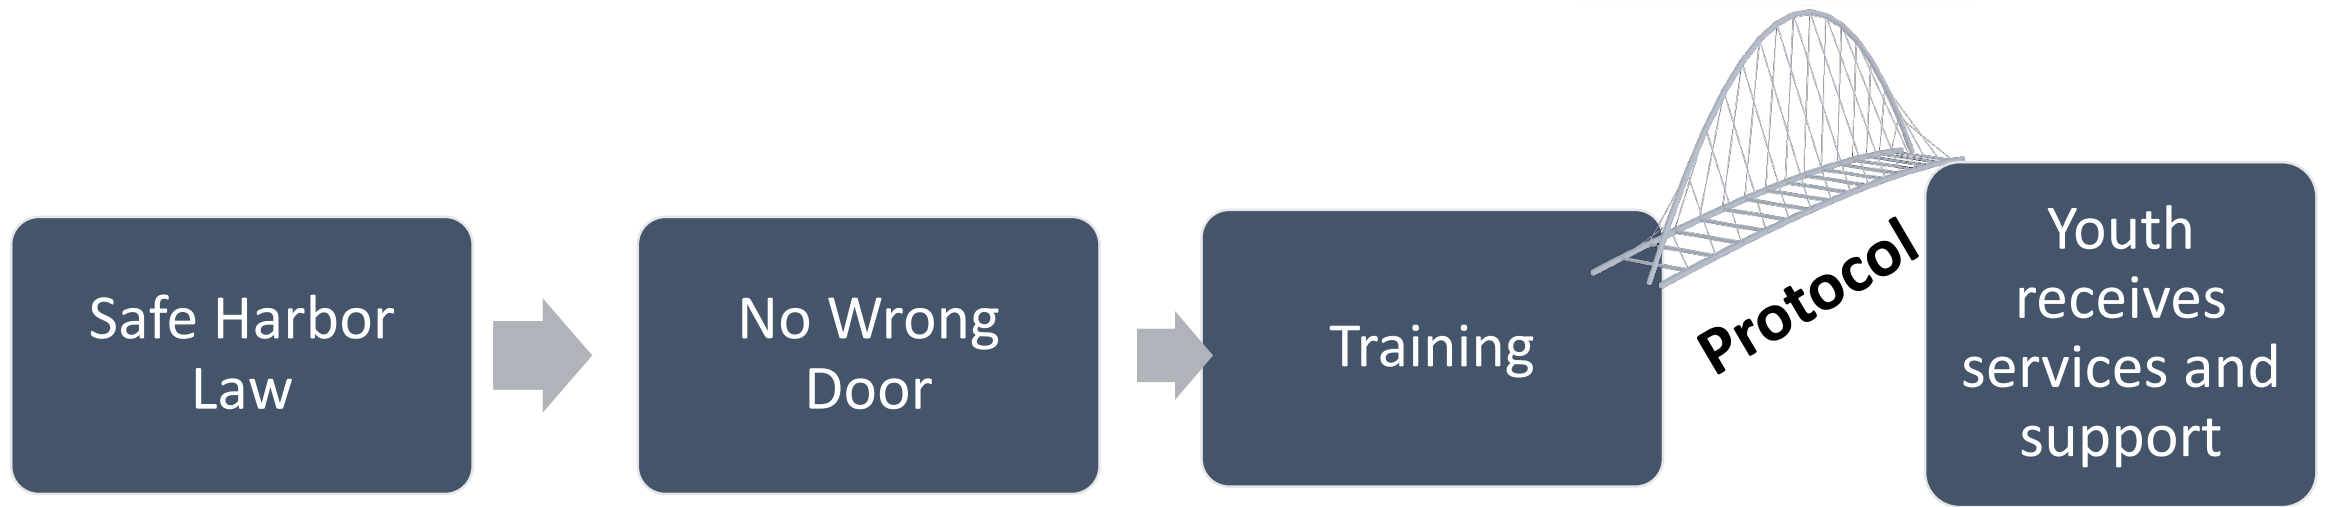 Safe Harbor
Law
No Wrong
Door
Training
Protocol
Youth
receives
services and
support